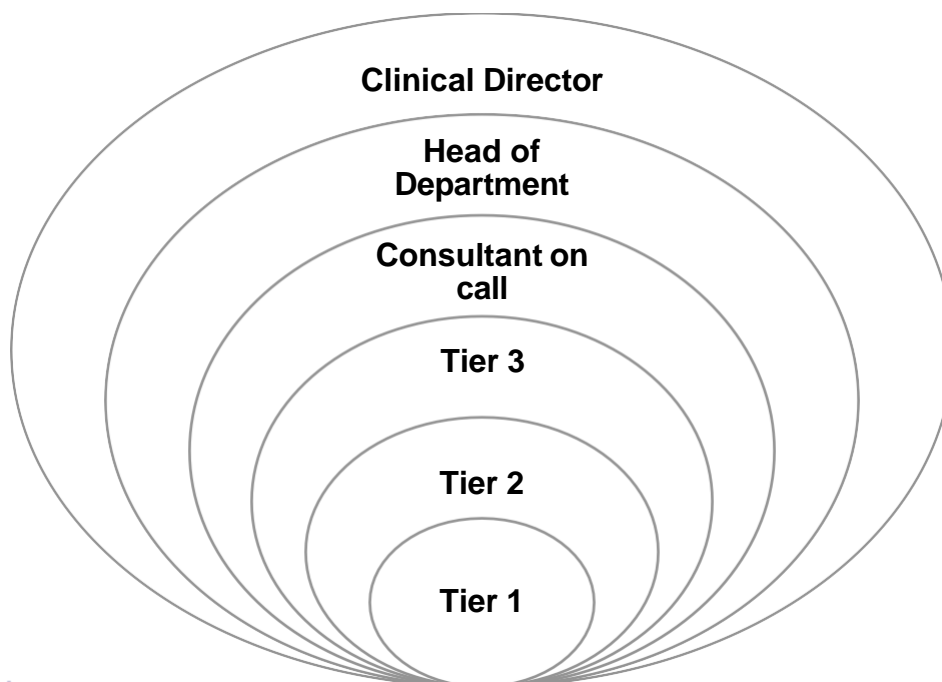 Clinical Director
Head of
Department
Consultant on
call
Tier 3
Tier 2
Tier 1